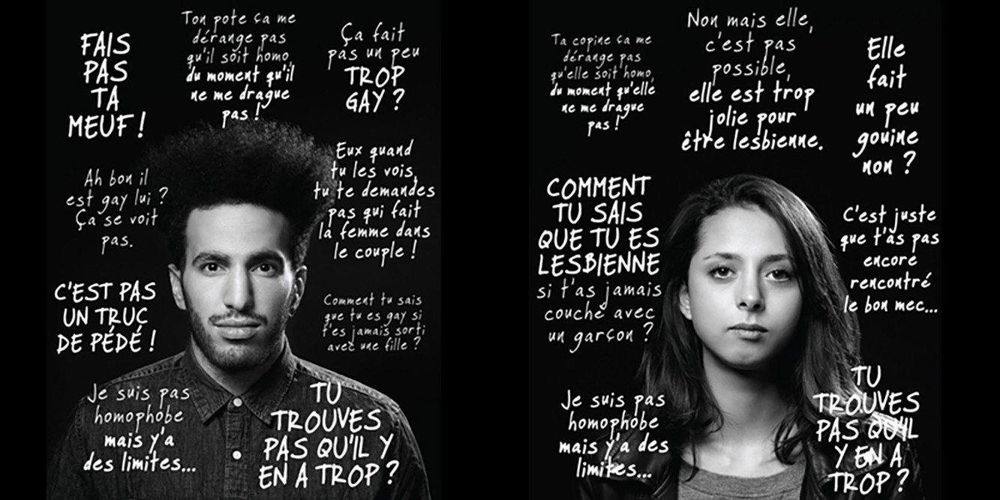 FAIS
PAS
TA
MEUF !
Ton pote ça me
dérange pas
qu'il soit homo,
du moment qu'il
ne me drague
pas !
Ça fait
pas un peu
TROP
GAY ?
Ah bon il
est gay lui ?
Ça se voit
pas.
Eux quand
tu les vois,
tu te demandes
pas qui fait
la femme dans
le couple !
C'EST PAS
UN TRUC
DE PÉDÉ !
Comment tu sais
que tu es gay si
t'es jamais sorti
avec une fille ?
Je suis pas
homophobe
mais y'a
des limites...
TU
TROUVES
PAS QU'IL Y
EN A TROP ?
Ta copine ça me
dérange pas
qu'elle soit homo,
du moment qu'elle
ne me drague
pas !
Non mais elle,
c'est pas
possible,
elle est trop
jolie pour
être lesbienne.
Elle
fait
un peu
gouine
non ?
COMMENT
TU SAIS
QUE TU ES
LESBIENNE
si t'as jamais
couché avec
un garçon ?
C'est juste
que t'as pas
encore
rencontré
le bon mec...
Je suis pas
homophobe
mais y'a des
limites...
TU
TROUVES
PAS QU'IL
Y EN A
TROP ?